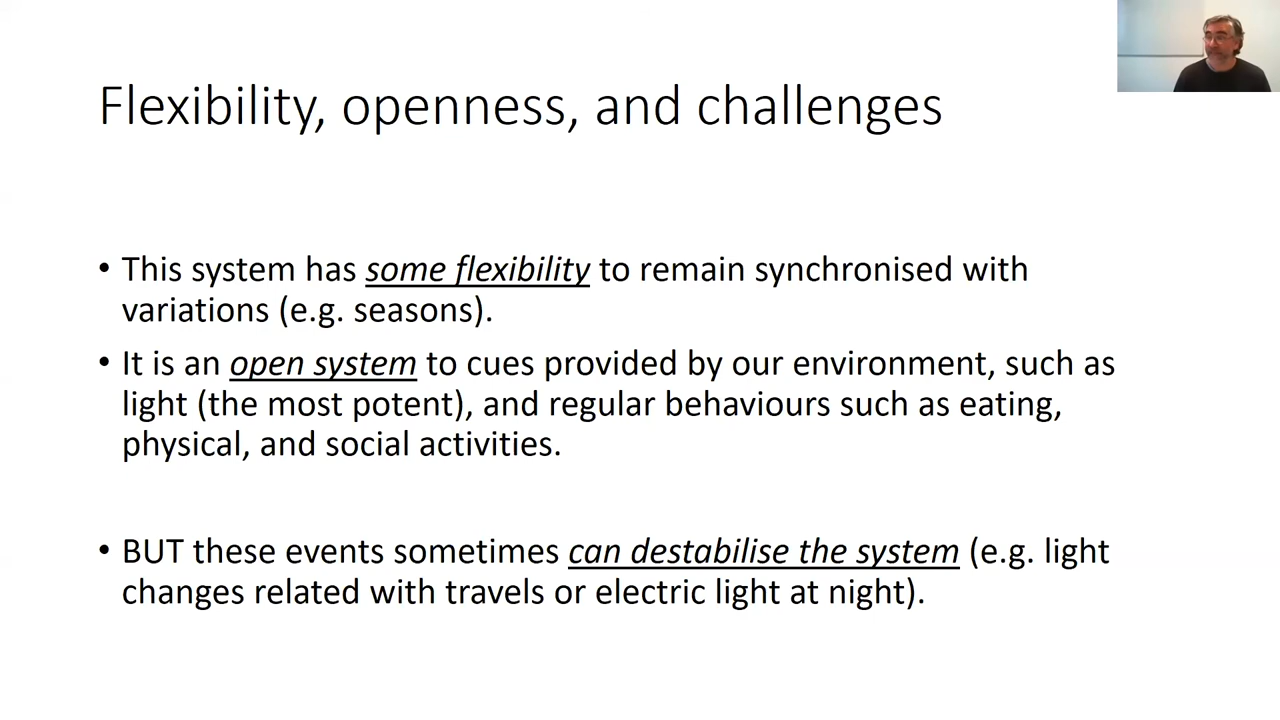 Flexibility, openness, and challenges
• This system has some flexibility to remain synchronised with
variations (e.g. seasons).
• It is an open system to cues provided by our environment, such as
light (the most potent), and regular behaviours such as eating,
physical, and social activities.
• BUT these events sometimes can destabilise the system (e.g. light
changes related with travels or electric light at night).